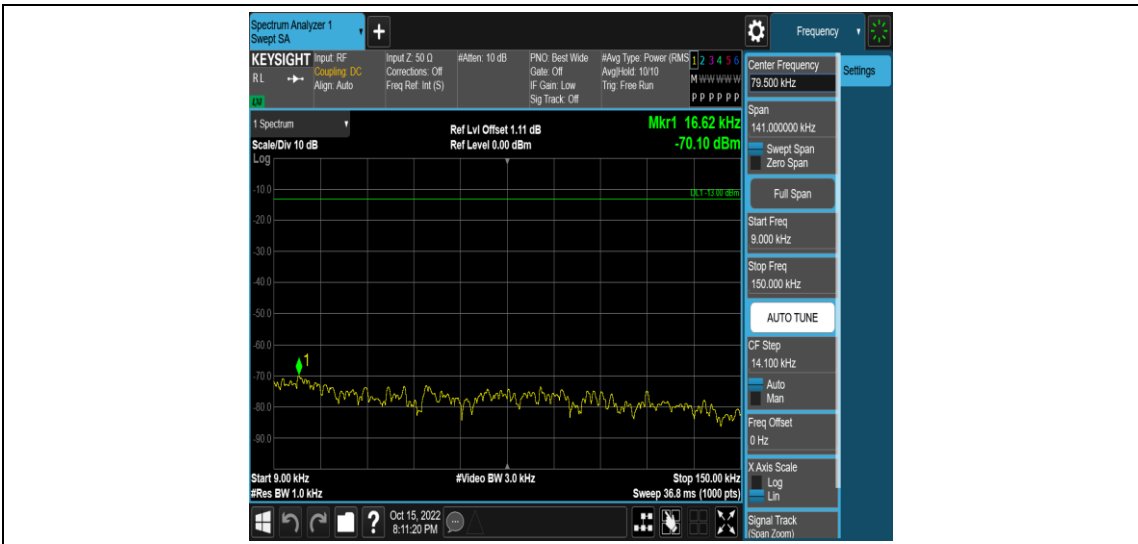 Spectrum Analyzer 1
Swept SA
+
Frequency
KEYSIGHT
RL
LXI
Input: RF
Coupling: DC
Align: Auto
Input Z: 50 Ω
Corrections: Off
Freq Ref: Int (S)
#Atten: 10 dB
PNO: Best Wide
Gate: Off
IF Gain: Low
Sig Track: Off
#Avg Type: Power (RMS
Avg|Hold: 10/10
Trig: Free Run
1 2 3 4 5 6
M W W W W W
P P P P P P
Center Frequency
79.500 kHz
Settings
Span
141.000000 kHz
Swept Span
Zero Span
Full Span
Start Freq
9.000 kHz
Stop Freq
150.000 kHz
AUTO TUNE
CF Step
14.100 kHz
Auto
Man
Freq Offset
0 Hz
X Axis Scale
Log
Lin
Signal Track
(Span Zoom)
1 Spectrum
Scale/Div 10 dB
Ref Lvl Offset 1.11 dB
Ref Level 0.00 dBm
Mkr1 16.62 kHz
-70.10 dBm
Log
DL1 -13.00 dBm
-10.0
-20.0
-30.0
-40.0
-50.0
-60.0
1
-70.0
-80.0
-90.0
Start 9.00 kHz
#Video BW 3.0 kHz
Stop 150.00 kHz
#Res BW 1.0 kHz
Sweep 36.8 ms (1000 pts)
?
Oct 15, 2022
8:11:20 PM